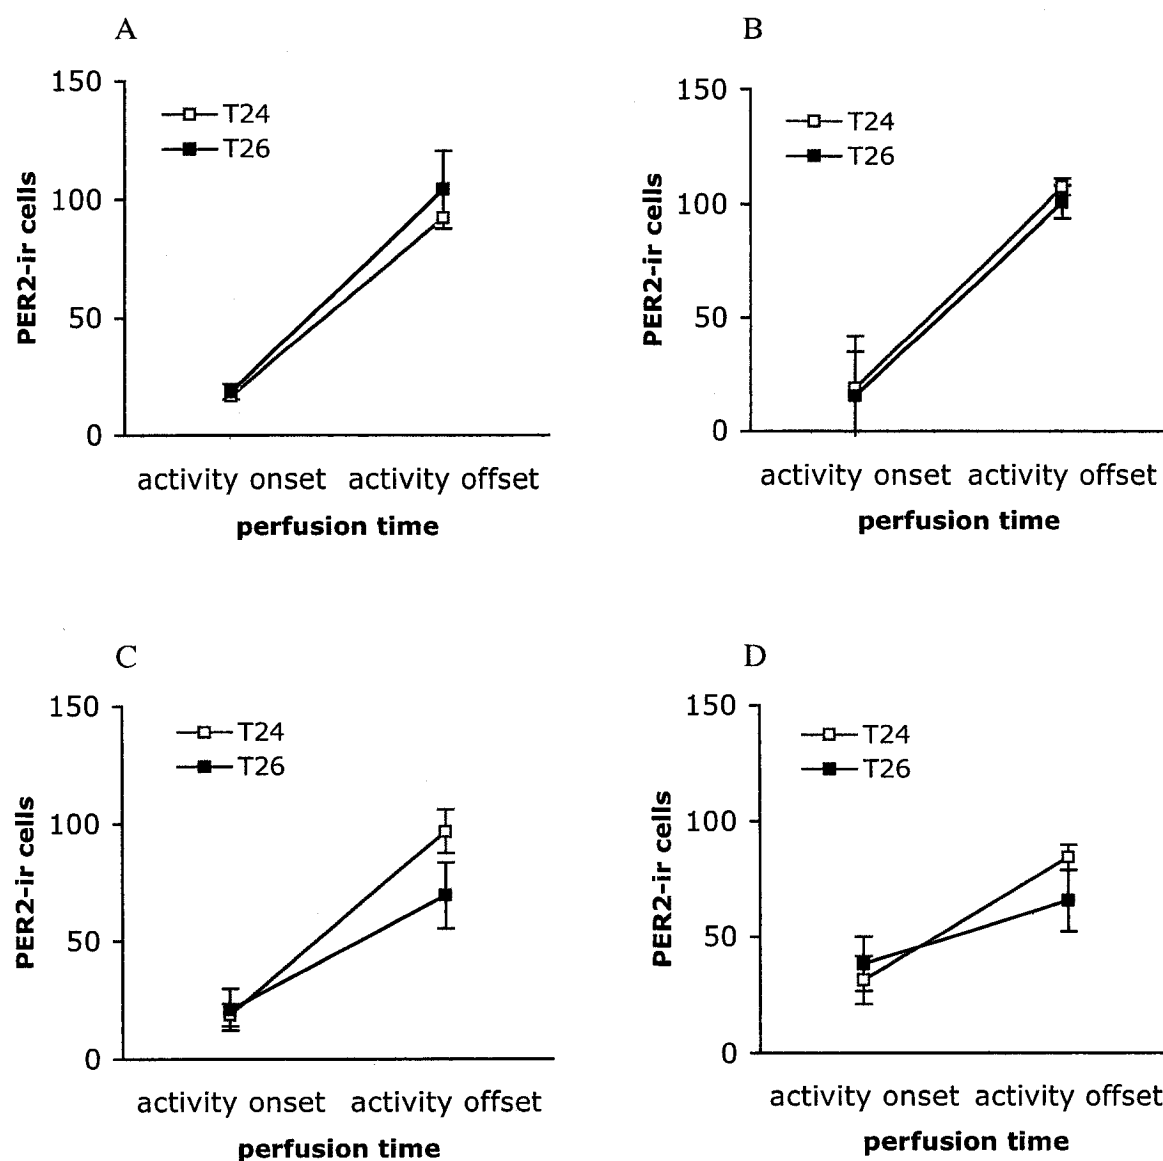 A
150
100
50
0
PER2-ir cells
T24
T26
activity onset activity offset
perfusion time
B
150
100
50
0
PER2-ir cells
T24
T26
activity onset activity offset
perfusion time
C
150
100
50
0
PER2-ir cells
T24
T26
activity onset activity offset
perfusion time
D
150
100
50
0
PER2-ir cells
T24
T26
activity onset activity offset
perfusion time